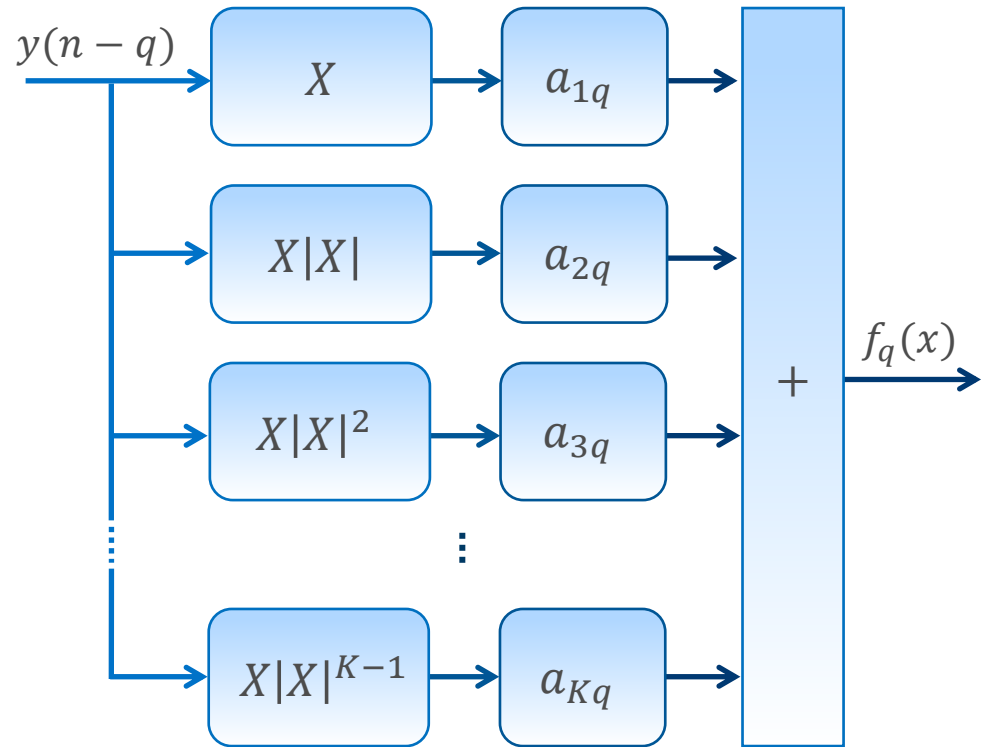 y(n − q)
X
a_{1q}
X|X|
a_{2q}
X|X|^2
a_{3q}
X|X|^{K−1}
a_{Kq}
+
f_q(x)